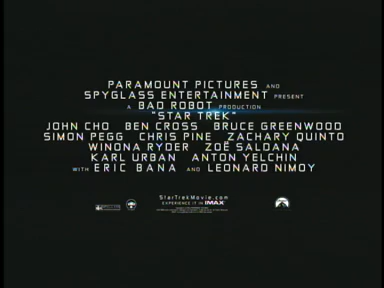 PARAMOUNT PICTURES AND
SPYGLASS ENTERTAINMENT PRESENT
A BAD ROBOT PRODUCTION
"STAR TREK"
JOHN CHO BEN CROSS BRUCE GREENWOOD
SIMON PEGG CHRIS PINE ZACHARY QUINTO
WINONA RYDER ZOË SALDANA
KARL URBAN ANTON YELCHIN
WITH ERIC BANA AND LEONARD NIMOY
StarTrekMovie.com
EXPERIENCE IT IN IMAX